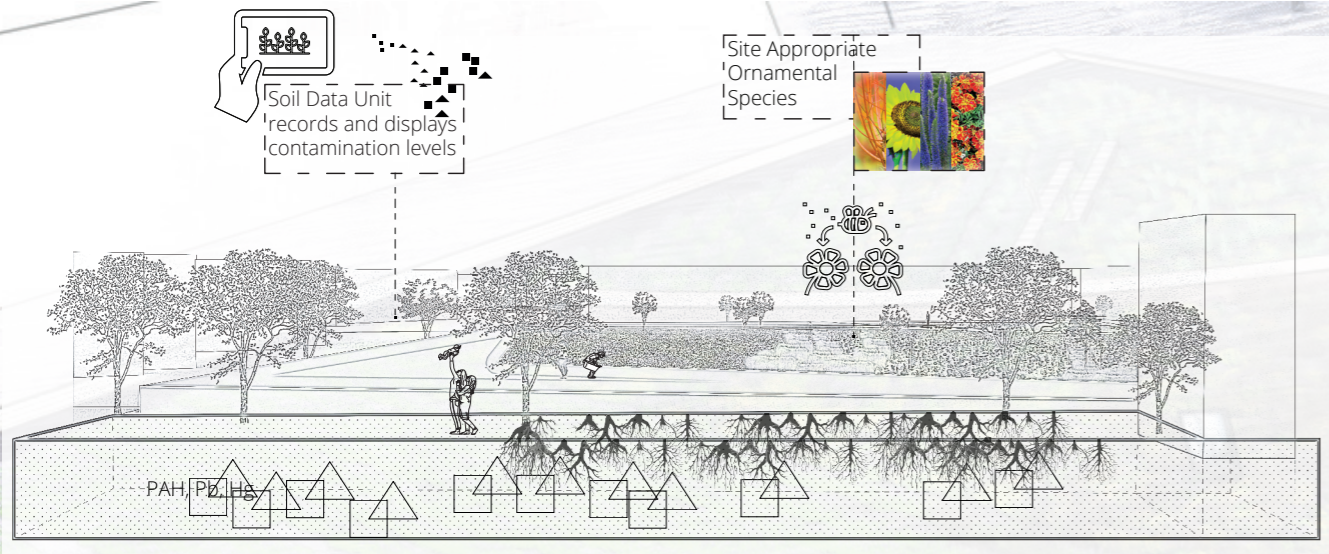 Soil Data Unit
records and displays
contamination levels
Site Appropriate
Ornamental
Species
PAH, Pb, Hg